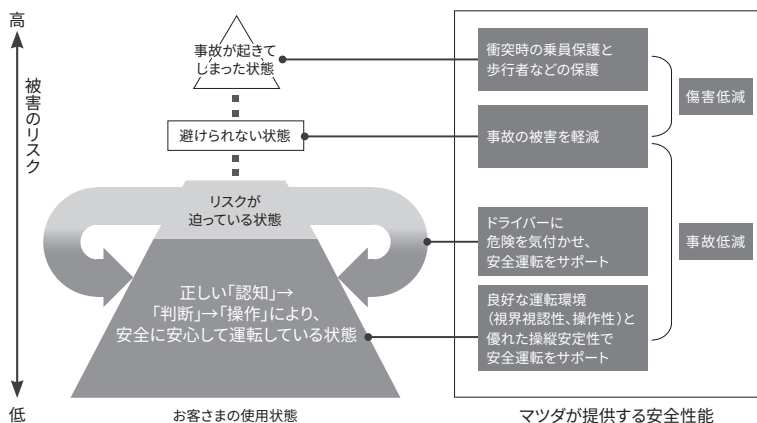 高
被害のリスク
低
事故が起きて
しまった状態
避けられない状態
リスクが
迫っている状態
正しい「認知」→
「判断」→「操作」により、
安全に安心して運転している状態
お客さまの使用状態
衝突時の乗員保護と
歩行者などの保護
事故の被害を軽減
ドライバーに
危険を気付かせ、
安全運転をサポート
良好な運転環境
（視界視認性、操作性）と
優れた操縦安定性で
安全運転をサポート
傷害低減
事故低減
マツダが提供する安全性能